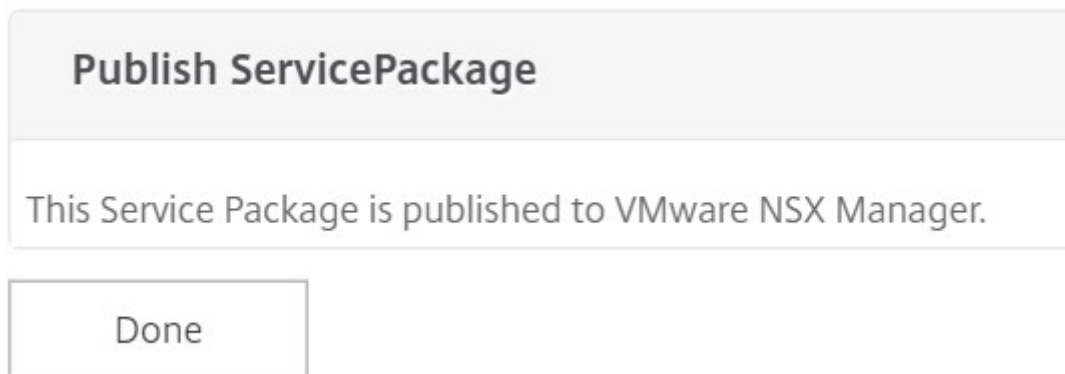 Publish ServicePackage
This Service Package is published to VMware NSX Manager.
Done